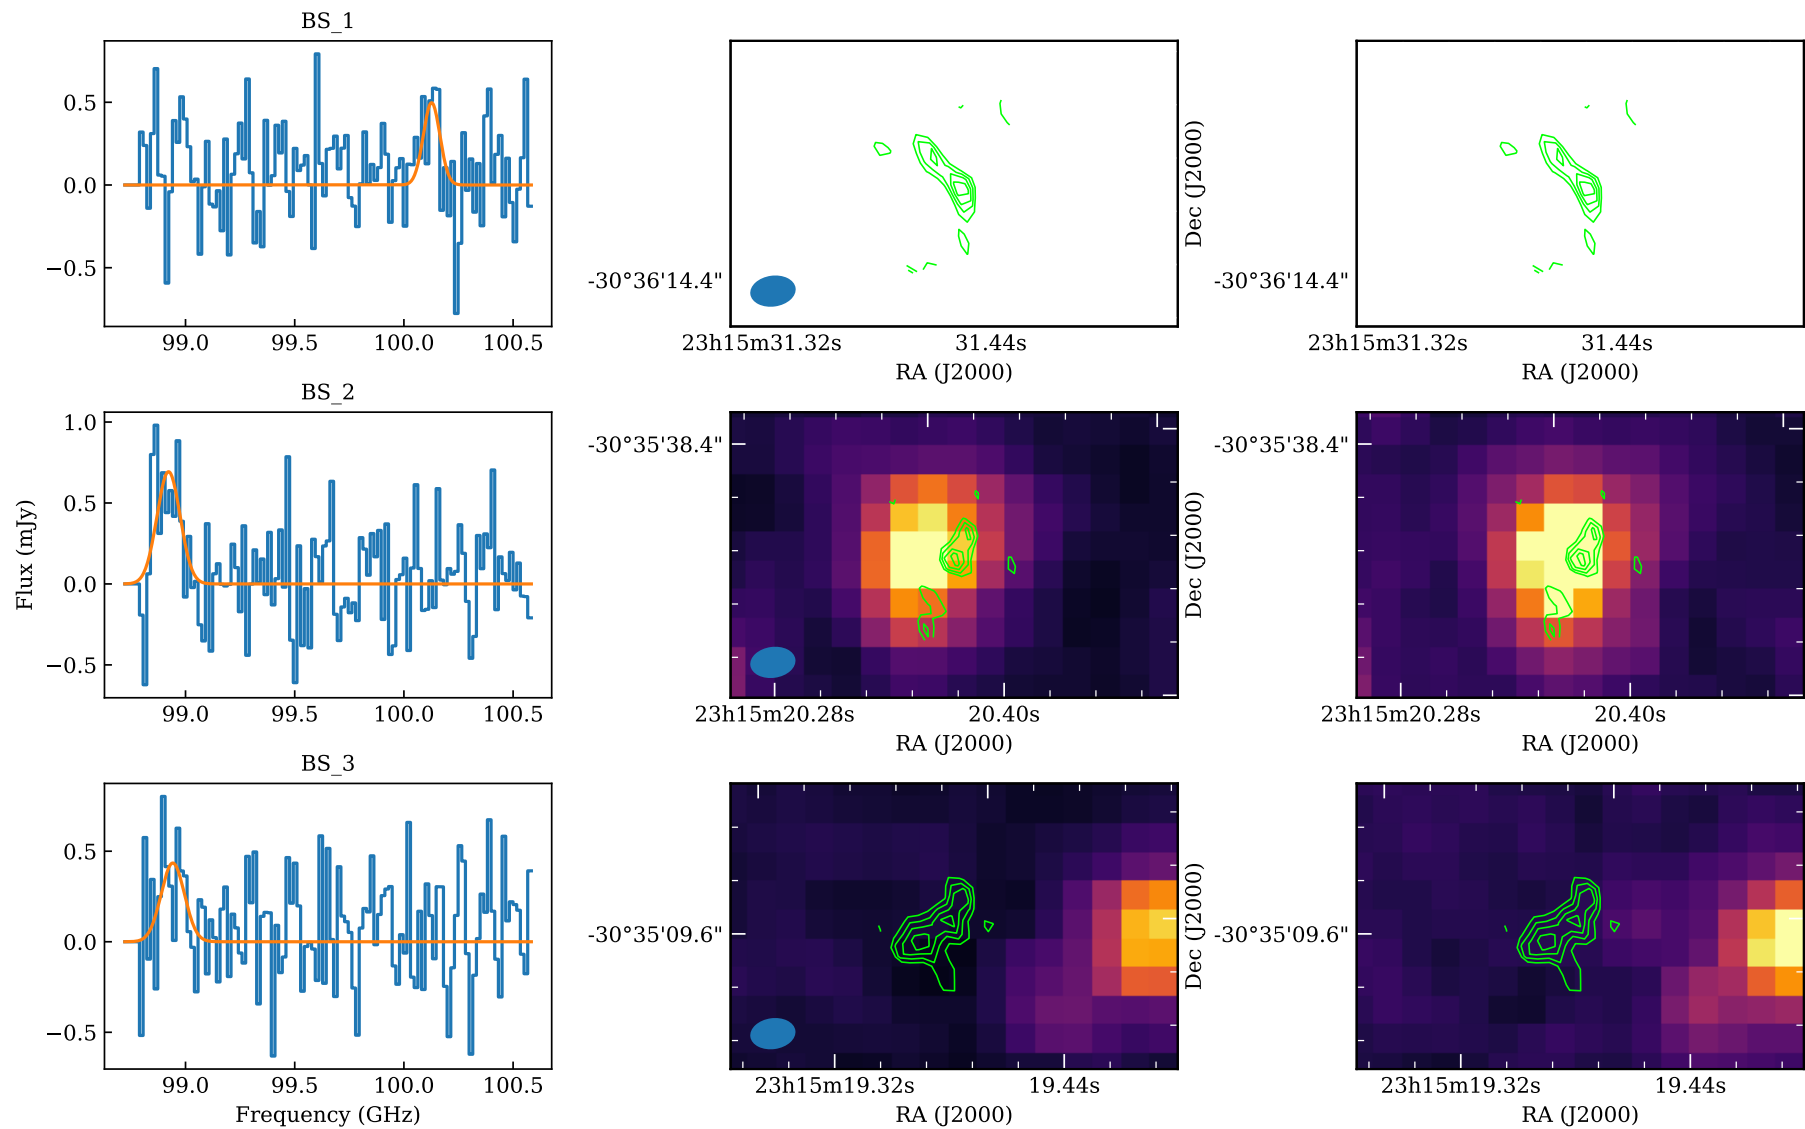 BS_1
0.5
0.0
−0.5
99.0 99.5 100.0 100.5
-30°36'14.4"
23h15m31.32s 31.44s
RA (J2000)
Dec (J2000)
-30°36'14.4"
23h15m31.32s 31.44s
RA (J2000)
BS_2
Flux (mJy)
1.0
0.5
0.0
−0.5
99.0 99.5 100.0 100.5
-30°35'38.4"
23h15m20.28s 20.40s
RA (J2000)
Dec (J2000)
-30°35'38.4"
23h15m20.28s 20.40s
RA (J2000)
BS_3
0.5
0.0
−0.5
99.0 99.5 100.0 100.5
Frequency (GHz)
-30°35'09.6"
23h15m19.32s 19.44s
RA (J2000)
Dec (J2000)
-30°35'09.6"
23h15m19.32s 19.44s
RA (J2000)